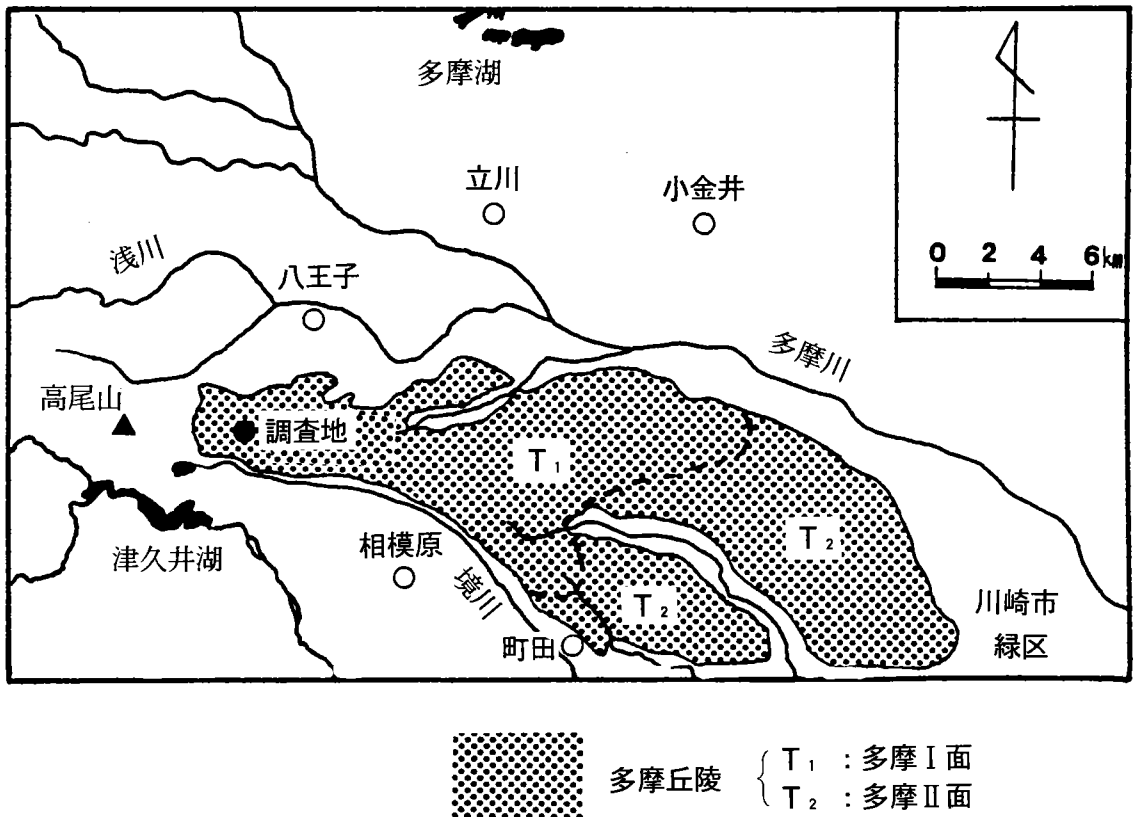 多摩湖
立川
小金井
0 2 4 6km
浅川
八王子
多摩川
高尾山
調査地
T₁
T₂
相模原
津久井湖
境川
T₂
川崎市
緑区
町田
多摩丘陵
T₁ : 多摩Ⅰ面
T₂ : 多摩Ⅱ面